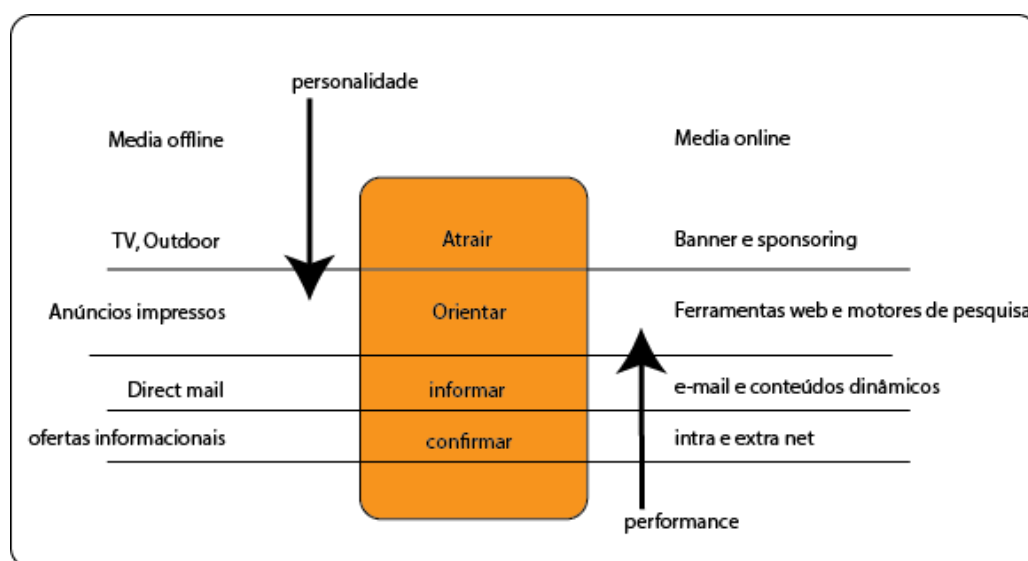 personalidade
Media offline
Media online
TV, Outdoor
Atrair
Banner e sponsoring
Anúncios impressos
Orientar
Ferramentas web e motores de pesquisa
Direct mail
informar
e-mail e conteúdos dinâmicos
ofertas informacionais
confirmar
intra e extra net
performance